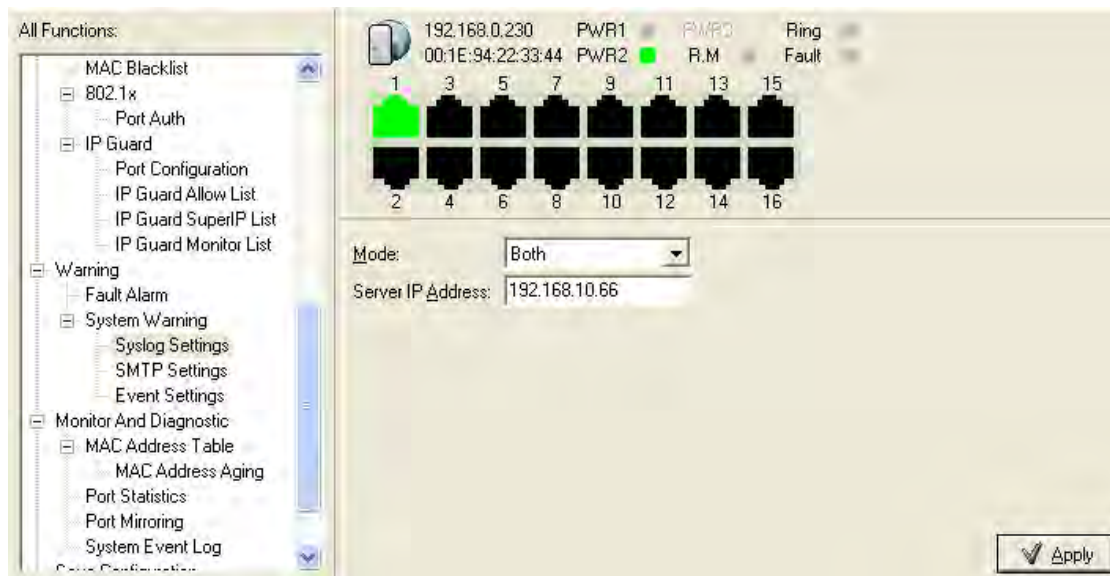 All Functions:
MAC Blacklist
802.1x
Port Auth
IP Guard
Port Configuration
IP Guard Allow List
IP Guard SuperIP List
IP Guard Monitor List
Warning
Fault Alarm
System Warning
Syslog Settings
SMTP Settings
Event Settings
Monitor And Diagnostic
MAC Address Table
MAC Address Aging
Port Statistics
Port Mirroring
System Event Log
192.168.0.230 PWR1 Ring
00:1E:94:22:33:44 PWR2 R.M Fault
1 3 5 7 9 11 13 15
2 4 6 8 10 12 14 16
Mode: Both
Server IP Address: 192.168.10.66
Apply